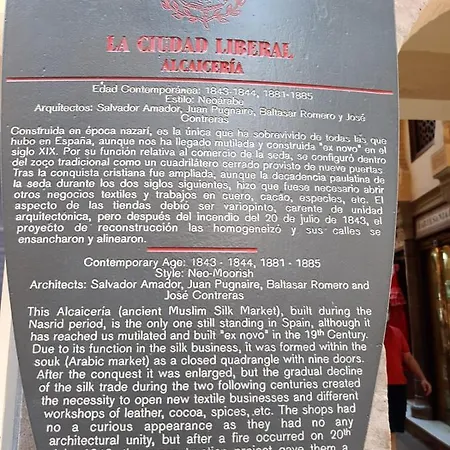 LA CIUDAD LIBERAL
ALCAICERÍA
Edad Contemporánea: 1843-1844, 1881-1885
Estilo: Neoárabe
Arquitectos: Salvador Amador, Juan Pugnaire, Baltasar Romero y José
Contreras
Construida en época nazarí, es la única que ha sobrevivido de todas las que
hubo en España, aunque nos ha llegado mutilada y construida "ex novo" en el
siglo XIX. Por su función relativa al comercio de la seda, se configuró dentro
del zoco tradicional como un cuadrilátero cerrado provisto de nueve puertas.
Tras la conquista cristiana fue ampliada, aunque la decadencia paulatina de
la seda durante los dos siglos siguientes, hizo que fuese necesario abrir
otros negocios textiles y trabajos en cuero, cacao, especies, etc. El
aspecto de las tiendas debió ser variopinto, carente de unidad
arquitectónica, pero después del incendio del 20 de julio de 1843, el
proyecto de reconstrucción las homogeneizó y sus calles se
ensancharon y alinearon.
Contemporary Age: 1843 - 1844, 1881 - 1885
Style: Neo-Moorish
Architects: Salvador Amador, Juan Pugnaire, Baltasar Romero and
José Contreras
This Alcaicería (ancient Muslim Silk Market), built during the
Nasrid period, is the only one still standing in Spain, although it
has reached us mutilated and built "ex novo" in the 19th Century.
Due to its function in the silk business, it was formed within the
souk (Arabic market) as a closed quadrangle with nine doors.
After the conquest it was enlarged, but the gradual decline
of the silk trade during the two following centuries created
the necessity to open new textile businesses and different
workshops of leather, cocoa, spices, etc. The shops had
no a curious appearance as they had no any
architectural unity, but after a fire occurred on 20th